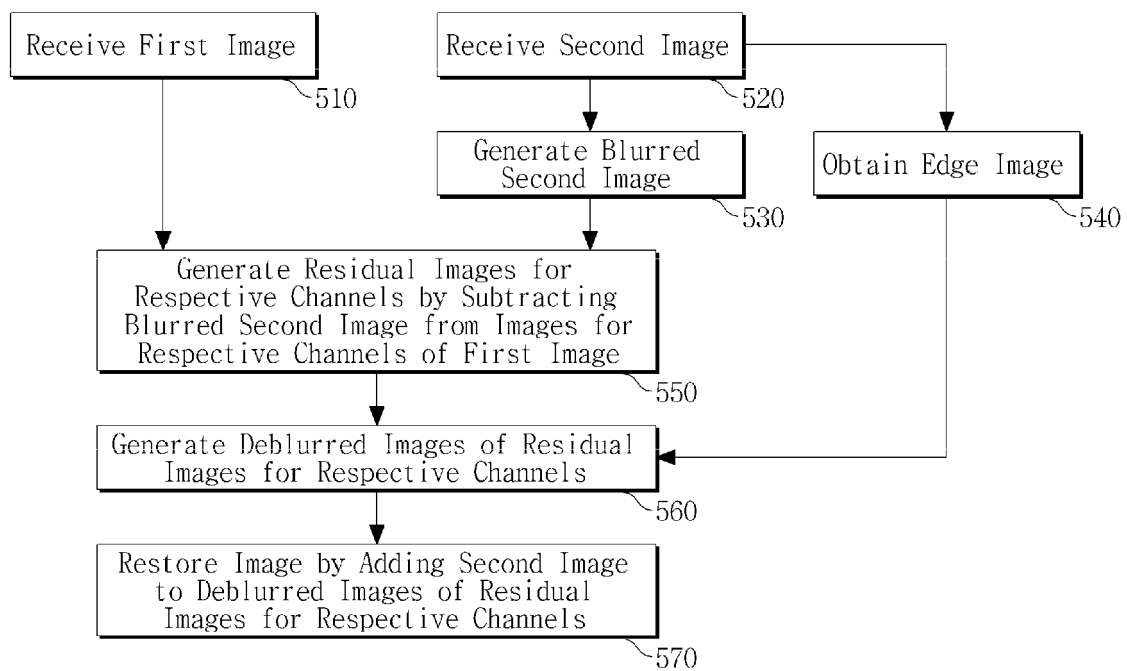 Receive First Image
510
Receive Second Image
520
Generate Blurred
Second Image
530
Obtain Edge Image
540
Generate Residual Images for
Respective Channels by Subtracting
Blurred Second Image from Images for
Respective Channels of First Image
550
Generate Deblurred Images of Residual
Images for Respective Channels
560
Restore Image by Adding Second Image
to Deblurred Images of Residual
Images for Respective Channels
570